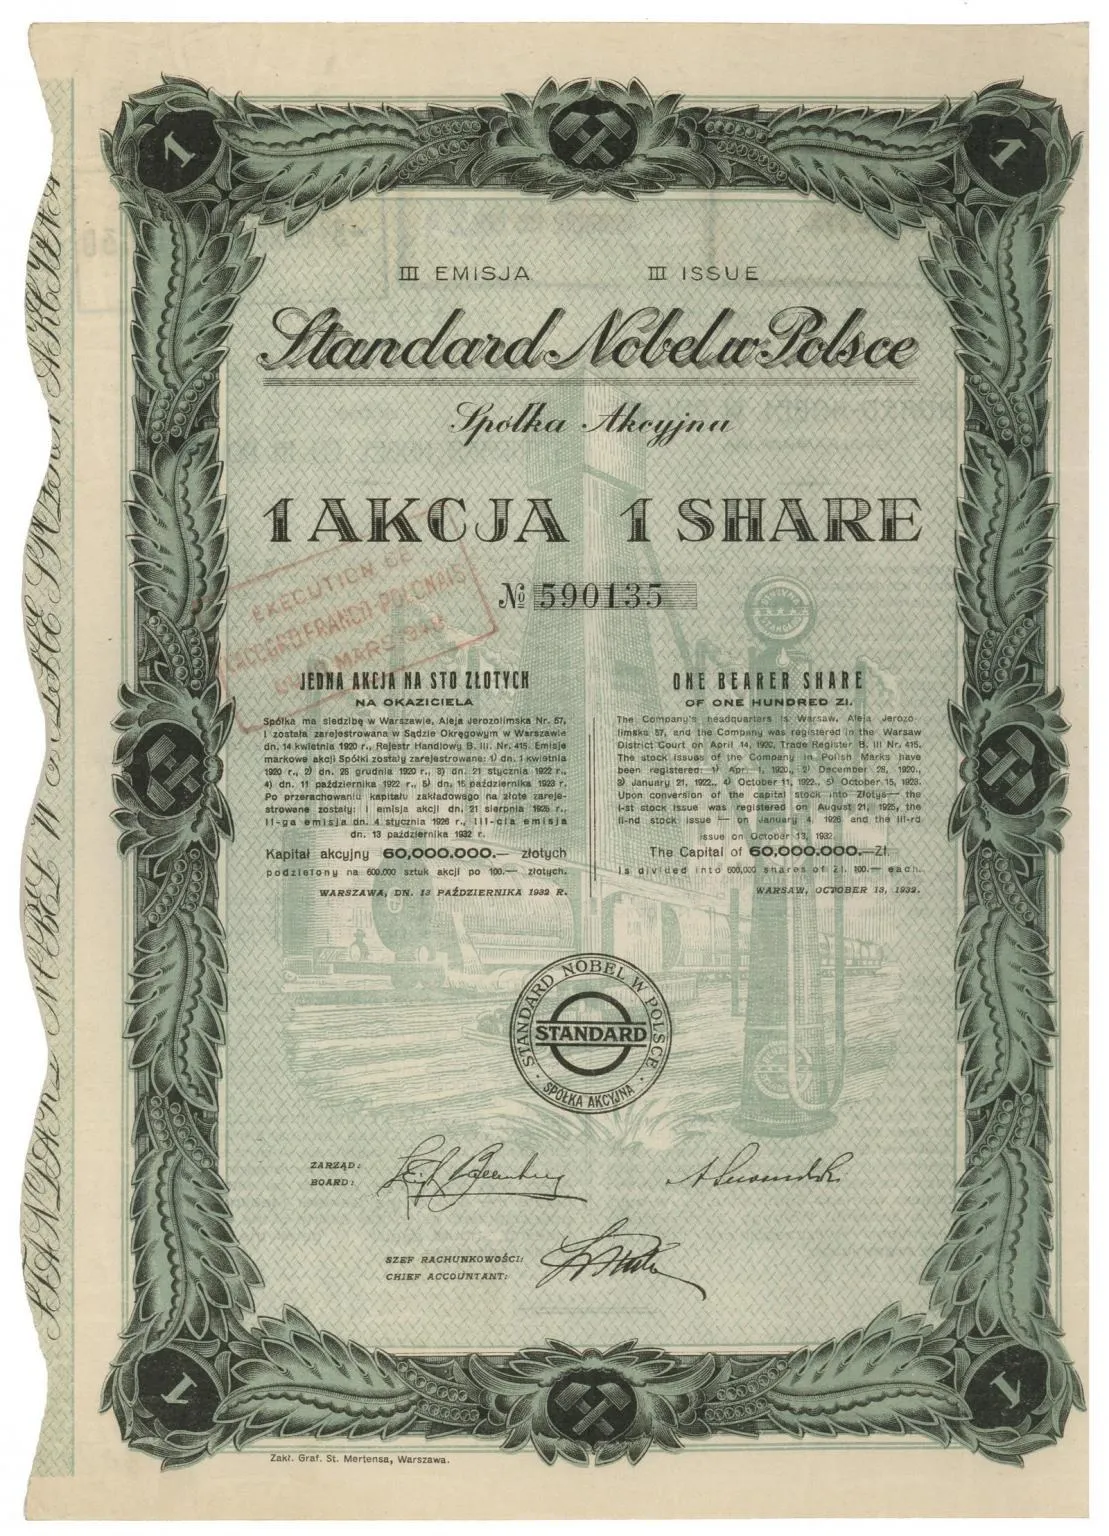 1
1
III EMISJA III ISSUE
Standard-Nobel w Polsce
Spółka Akcyjna
1 AKCJA 1 SHARE
№ 590135
EXECUTION DE
L'ACCORD FRANCO-POLONAIS
MARS
JEDNA AKCJA NA STO ZŁOTYCH
NA OKAZICIELA
Spółka ma siedzibę w Warszawie, Aleja Jerozolimska Nr. 57,
i została zarejestrowana w Sądzie Okręgowym w Warszawie
dn. 14 kwietnia 1920 r., Rejestr Handlowy B. III. Nr. 415. Emisje
markowe akcji Spółki zostały zarejestrowane: 1) dn. 1 kwietnia
1920 r., 2) dn. 28 grudnia 1920 r., 3) dn. 21 stycznia 1922 r.,
4) dn. 11 października 1922 r., 5) dn. 15 października 1923 r.
Po przerachowaniu kapitału zakładowego na złote zareje-
strowane zostały: I emisja akcji dn. 21 sierpnia 1925 r.,
II-ga emisja dn. 4 stycznia 1926 r., III-cia emisja
dn. 13 października 1932 r.
Kapitał akcyjny 60,000.000.— złotych
podzielony na 600.000 sztuk akcji po 100.— złotych.
WARSZAWA, DN. 13 PAŹDZIERNIKA 1932 R.
ONE BEARER SHARE
OF ONE HUNDRED Zl.
The Company's headquarters is Warsaw, Aleja Jerozo-
limska 57, and the Company was registered in the Warsaw
District Court on April 14, 1920, Trade Register B. III Nr. 415.
The stock issues of the Company in Polish Marks have
been registered: 1) Apr. 1, 1920., 2) December 28, 1920.,
3) January 21, 1922., 4) October 11, 1922., 5) October 15, 1923.
Upon conversion of the capital stock into Złotys — the
I-st stock issue was registered on August 21, 1925, the
II-nd stock issue — on January 4, 1926 and the III-rd
issue on October 13, 1932.
The Capital of 60,000.000.—Zł.
is divided into 600,000 shares of Zł. 100.— each.
WARSAW, OCTOBER 13, 1932.
STANDARD NOBEL W POLSCE
STANDARD
SPÓŁKA AKCYJNA
ZARZĄD:
BOARD:
SZEF RACHUNKOWOŚCI:
CHIEF ACCOUNTANT:
1
1
Zakł. Graf. St. Mertensa, Warszawa.